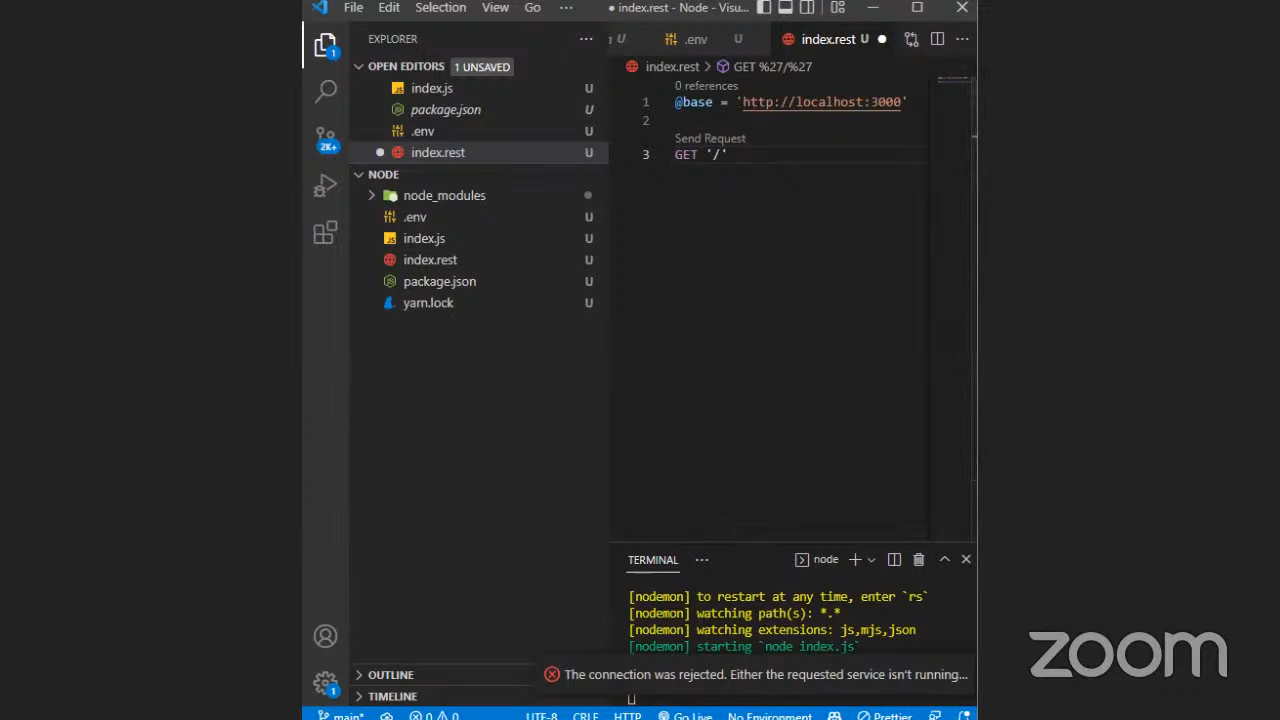 File Edit Selection View Go ··· ● index.rest - Node - Visu...
EXPLORER ···
OPEN EDITORS 1 UNSAVED
index.js U
package.json U
.env U
● index.rest U
NODE
node_modules
.env U
index.js U
index.rest U
package.json U
yarn.lock U
OUTLINE
TIMELINE
1
2K+
1
U .env U index.rest U ● ···
index.rest > GET %27/%27
0 references
1 @base = 'http://localhost:3000'
2
Send Request
3 GET '/'
TERMINAL ··· node
[nodemon] to restart at any time, enter `rs`
[nodemon] watching path(s): *.*
[nodemon] watching extensions: js,mjs,json
[nodemon] starting `node index.js`
The connection was rejected. Either the requested service isn't running...
main* 0 0 UTF-8 CRLF HTTP Go Live No Environment Prettier
zoom